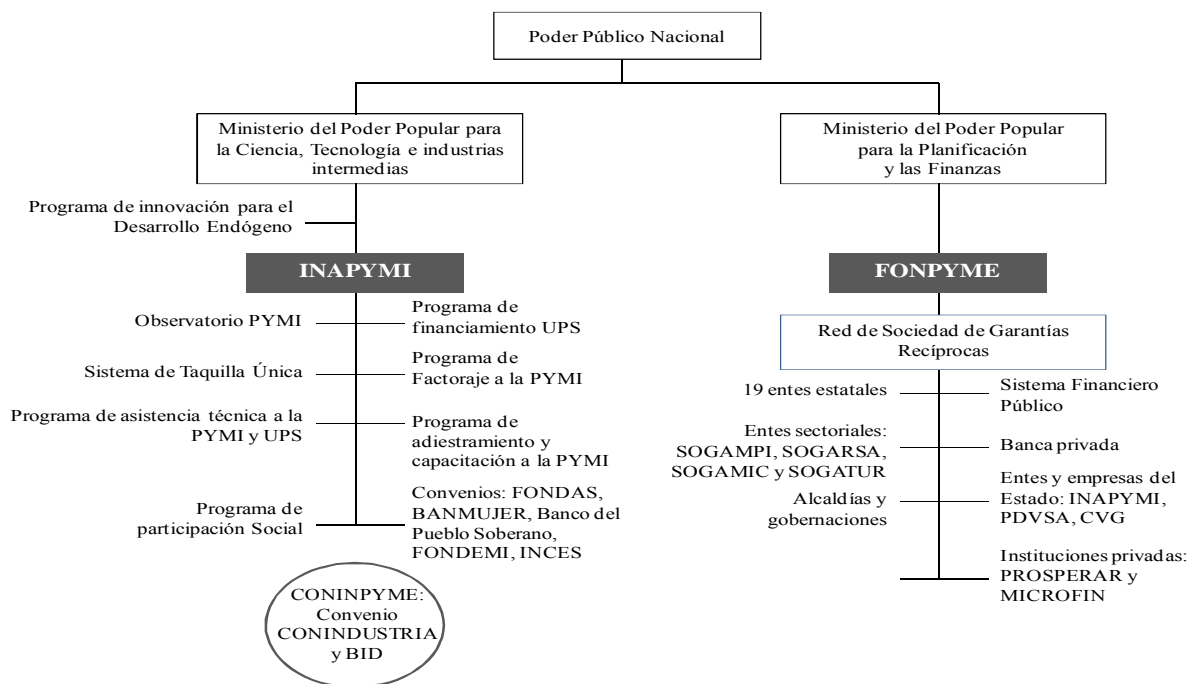 Poder Público Nacional
Ministerio del Poder Popular para
la Ciencia, Tecnología e industrias
intermedias
Programa de innovación para el
Desarrollo Endógeno
INAPYMI
Observatorio PYMI
Programa de
financiamiento UPS
Sistema de Taquilla Única
Programa de
Factoraje a la PYMI
Programa de asistencia técnica a la
PYMI y UPS
Programa de
adiestramiento y
capacitación a la PYMI
Programa de
participación Social
Convenios: FONDAS,
BANMUJER, Banco del
Pueblo Soberano,
FONDEMI, INCES
CONINPYME:
Convenio
CONINDUSTRIA
y BID
Ministerio del Poder Popular
para la Planificación
y las Finanzas
FONPYME
Red de Sociedad de Garantías
Recíprocas
19 entes estatales
Sistema Financiero
Público
Entes sectoriales:
SOGAMPI, SOGARSA,
SOGAMIC y SOGATUR
Banca privada
Alcaldías y
gobernaciones
Entes y empresas del
Estado: INAPYMI,
PDVSA, CVG
Instituciones privadas:
PROSPERAR y
MICROFIN